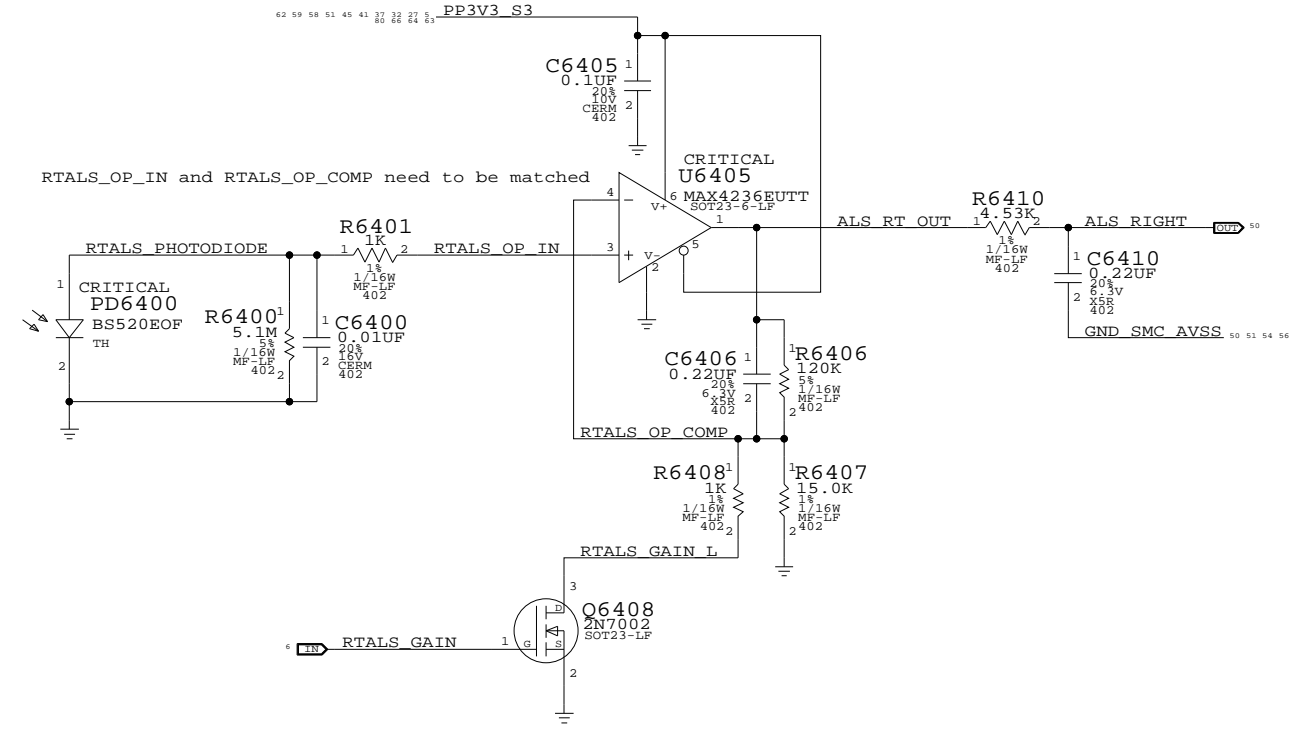 PP3V3_S3
62 59 58 51 45 41 37 32 27 5
80 66 64 63
C6405
1
0.1UF
20%
10V
CERM
2
402
CRITICAL
U6405
RTALS_OP_IN and RTALS_OP_COMP need to be matched
4
6
MAX4236EUTT
SOT23-6-LF
V+
1
3
5
V-
2
ALS_RT_OUT
R6410
4.53K
1
2
1%
1/16W
MF-LF
402
ALS_RIGHT
OUT
50
C6410
1
0.22UF
20%
6.3V
2
X5R
402
GND_SMC_AVSS
50 51 54 56
R6401
1K
1
2
1%
1/16W
MF-LF
402
RTALS_PHOTODIODE
RTALS_OP_IN
1
CRITICAL
PD6400
BS520EOF
TH
2
R6400
1
5.1M
5%
1/16W
MF-LF
402
2
C6400
1
0.01UF
20%
16V
CERM
2
402
C6406
1
0.22UF
20%
6.3V
2
X5R
402
R6406
1
120K
5%
1/16W
MF-LF
2
402
RTALS_OP_COMP
R6408
1
1K
1%
1/16W
MF-LF
402
2
R6407
1
15.0K
1%
1/16W
MF-LF
2
402
RTALS_GAIN_L
3
D
Q6408
2N7002
SOT23-LF
6
IN
RTALS_GAIN
1
G
S
2